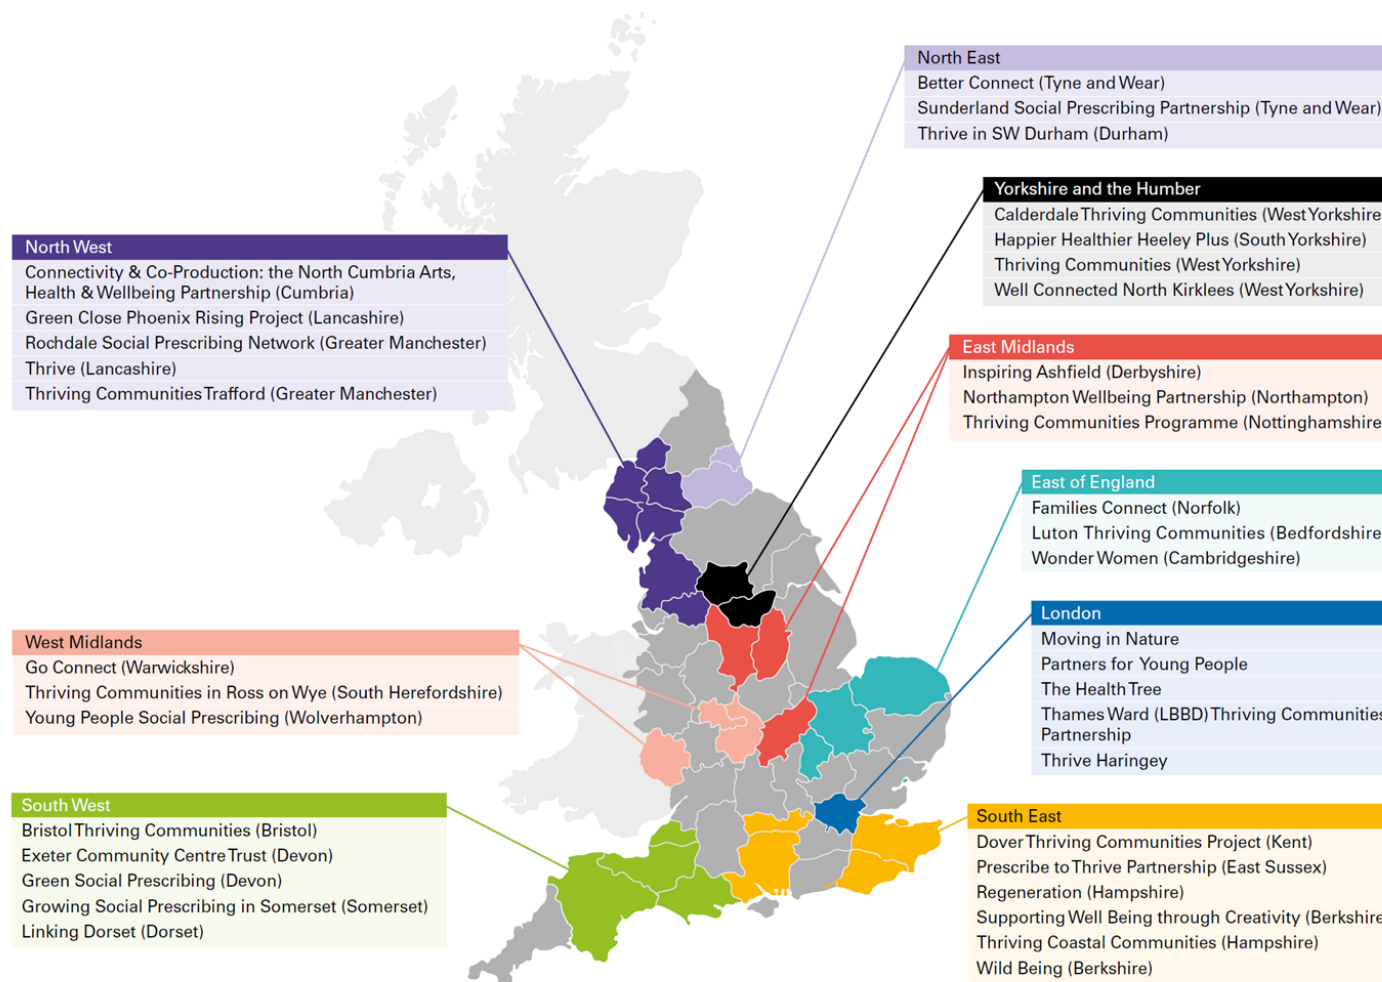 North East
Better Connect (Tyne and Wear)
Sunderland Social Prescribing Partnership (Tyne and Wear)
Thrive in SW Durham (Durham)
Yorkshire and the Humber
Calderdale Thriving Communities (West Yorkshire
Happier Healthier Heeley Plus (South Yorkshire)
Thriving Communities (West Yorkshire)
Well Connected North Kirklees (West Yorkshire)
North West
Connectivity & Co-Production: the North Cumbria Arts,
Health & Wellbeing Partnership (Cumbria)
Green Close Phoenix Rising Project (Lancashire)
Rochdale Social Prescribing Network (Greater Manchester)
Thrive (Lancashire)
Thriving Communities Trafford (Greater Manchester)
East Midlands
Inspiring Ashfield (Derbyshire)
Northampton Wellbeing Partnership (Northampton)
Thriving Communities Programme (Nottinghamshire
East of England
Families Connect (Norfolk)
Luton Thriving Communities (Bedfordshire
Wonder Women (Cambridgeshire)
London
Moving in Nature
Partners for Young People
The Health Tree
Thames Ward (LBBD) Thriving Communities
Partnership
Thrive Haringey
West Midlands
Go Connect (Warwickshire)
Thriving Communities in Ross on Wye (South Herefordshire)
Young People Social Prescribing (Wolverhampton)
South West
Bristol Thriving Communities (Bristol)
Exeter Community Centre Trust (Devon)
Green Social Prescribing (Devon)
Growing Social Prescribing in Somerset (Somerset)
Linking Dorset (Dorset)
South East
Dover Thriving Communities Project (Kent)
Prescribe to Thrive Partnership (East Sussex)
Regeneration (Hampshire)
Supporting Well Being through Creativity (Berkshire
Thriving Coastal Communities (Hampshire)
Wild Being (Berkshire)